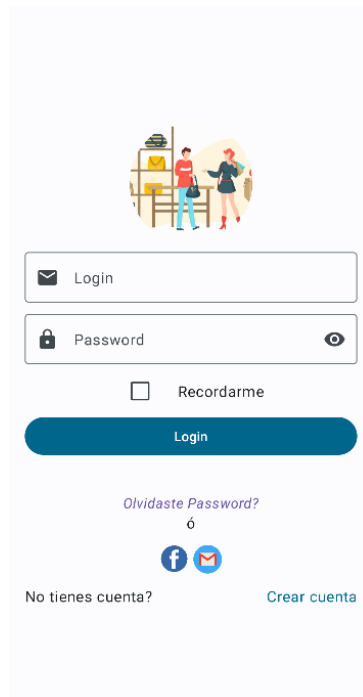 Login
Password
Recordarme
Login
Olvidaste Password?
ó
No tienes cuenta? Crear cuenta